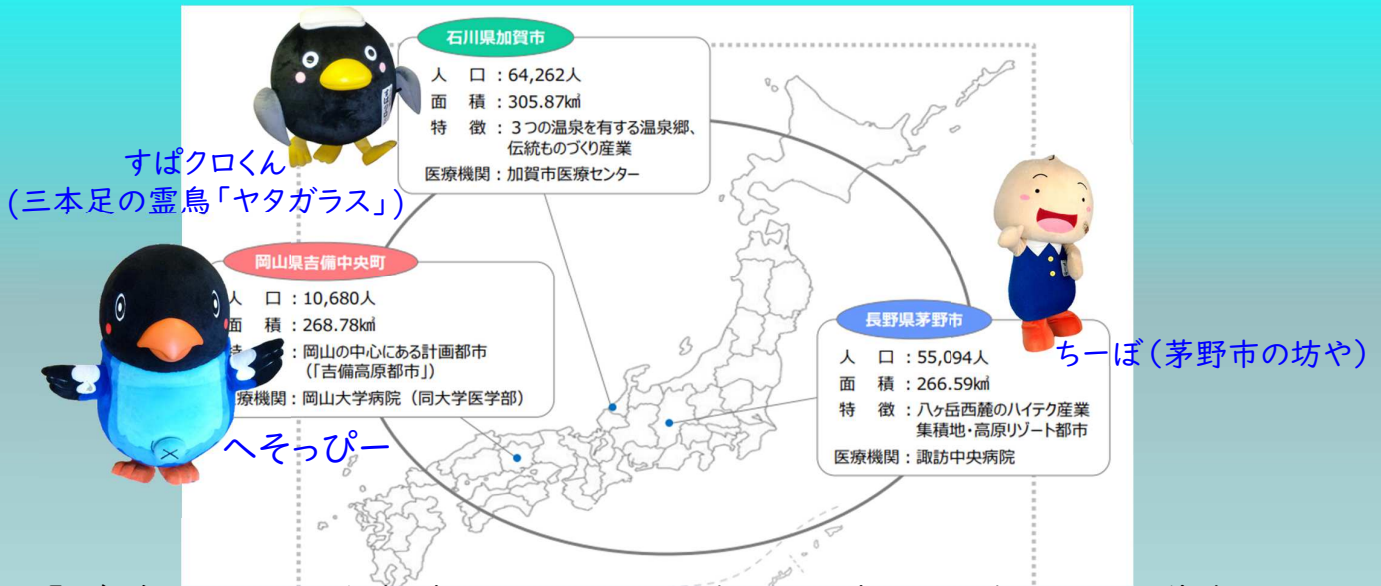 石川県加賀市
人　口：64,262人
面　積：305.87k㎡
特　徴：３つの温泉を有する温泉郷、
伝統ものづくり産業
医療機関：加賀市医療センター
すぱクロくん
(三本足の霊鳥「ヤタガラス」)
岡山県吉備中央町
人　口：10,680人
面　積：268.78k㎡
：岡山の中心にある計画都市
（「吉備高原都市」）
療機関：岡山大学病院（同大学医学部）
へそっぴー
長野県茅野市
人　口：55,094人
面　積：266.59k㎡
特　徴：八ヶ岳西麓のハイテク産業
集積地・高原リゾート都市
医療機関：諏訪中央病院
ちーぼ（茅野市の坊や）